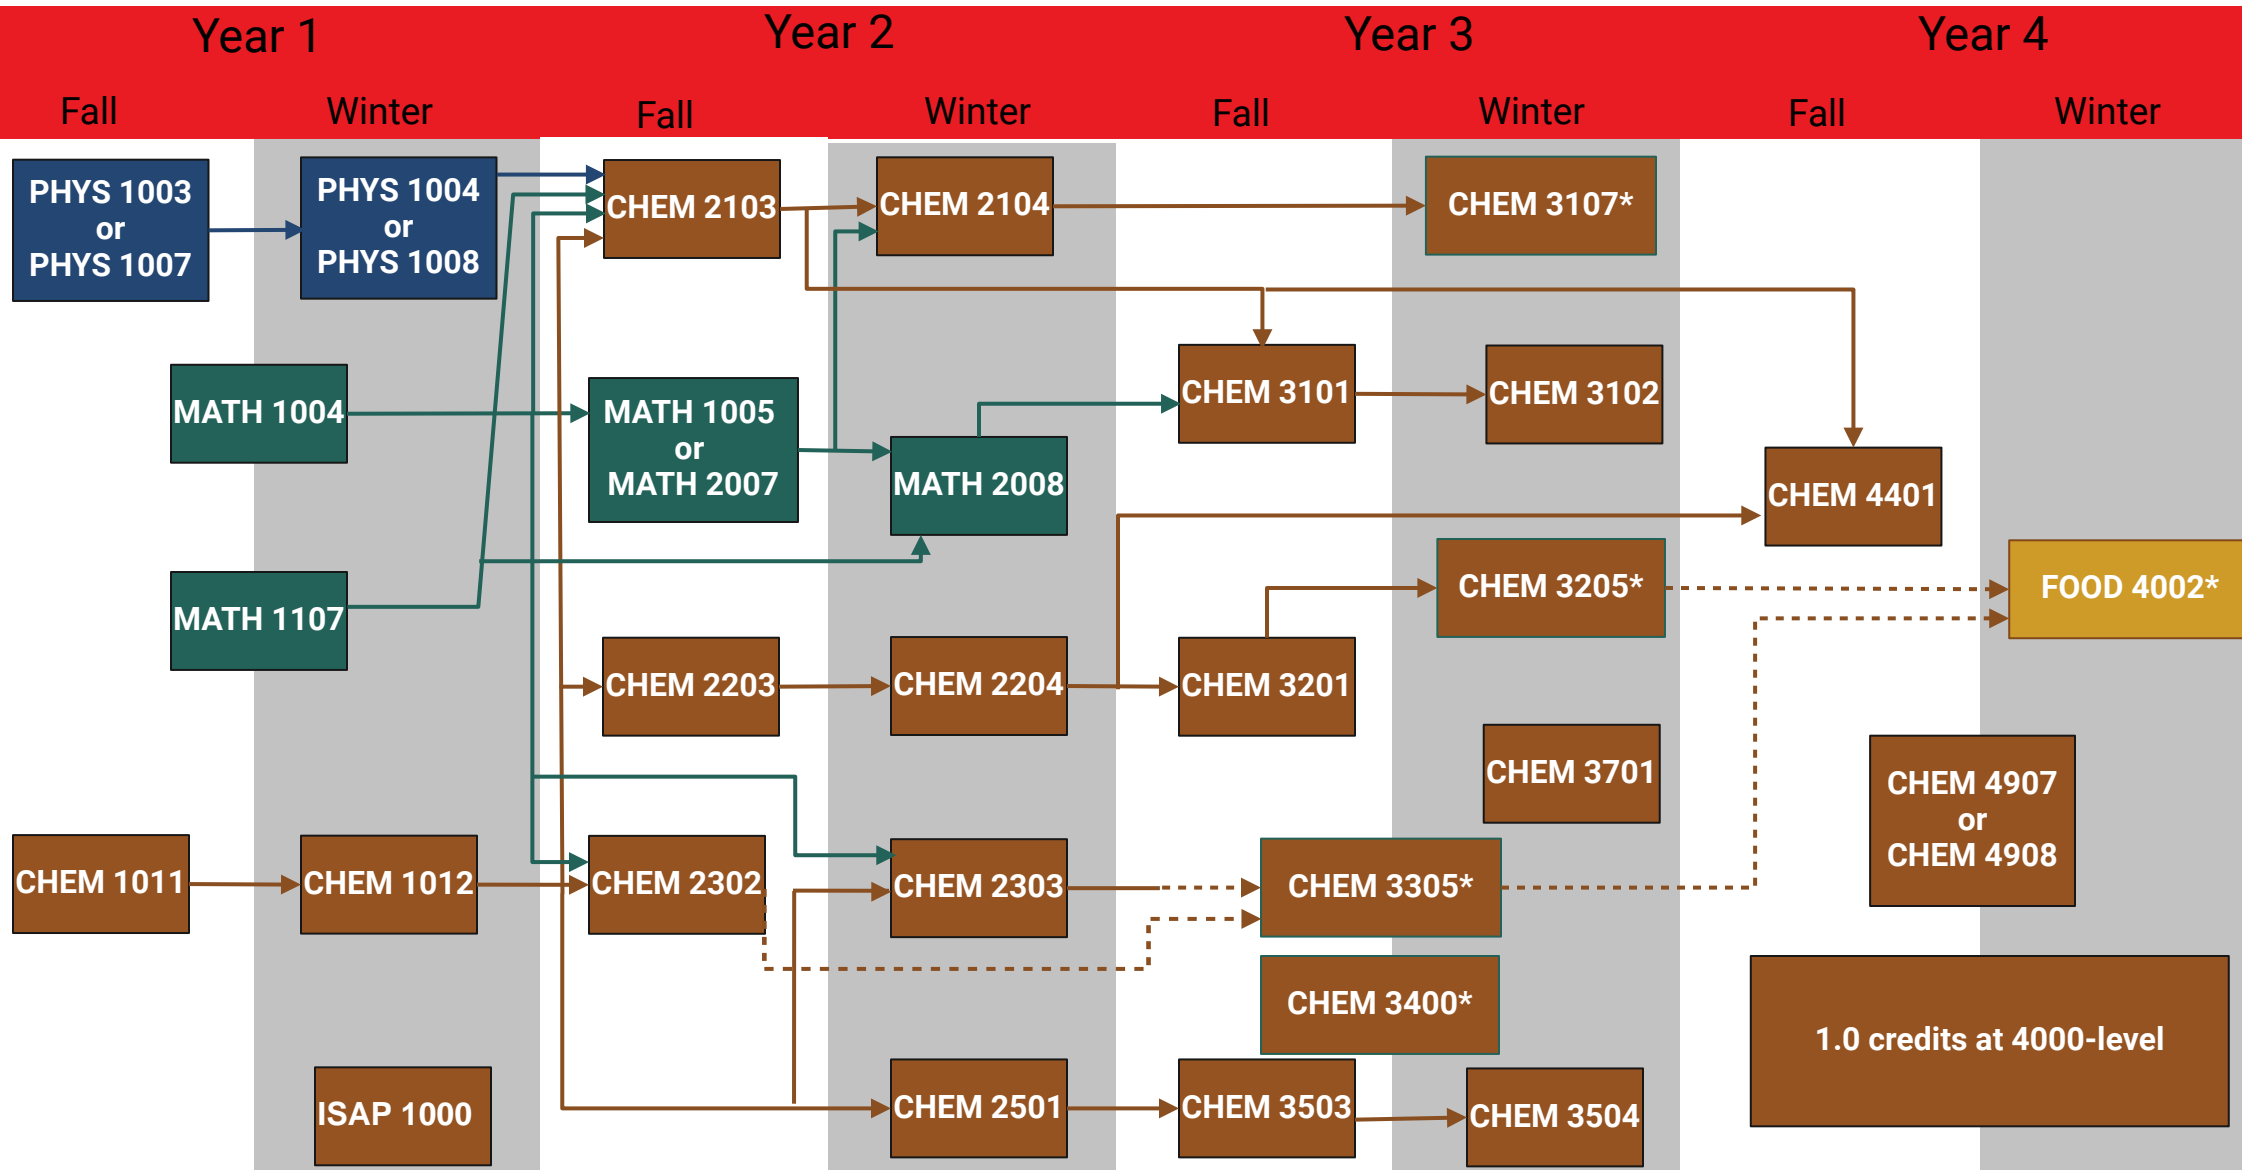 Year 1
Year 2
Year 3
Year 4
Fall
Winter
Fall
Winter
Fall
Winter
Fall
Winter
PHYS 1003
or
PHYS 1007
PHYS 1004
or
PHYS 1008
CHEM 2103
CHEM 2104
CHEM 3107*
MATH 1004
MATH 1005
or
MATH 2007
MATH 2008
CHEM 3101
CHEM 3102
CHEM 4401
MATH 1107
CHEM 3205*
FOOD 4002*
CHEM 2203
CHEM 2204
CHEM 3201
CHEM 3701
CHEM 4907
or
CHEM 4908
CHEM 1011
CHEM 1012
CHEM 2302
CHEM 2303
CHEM 3305*
CHEM 3400*
1.0 credits at 4000-level
ISAP 1000
CHEM 2501
CHEM 3503
CHEM 3504